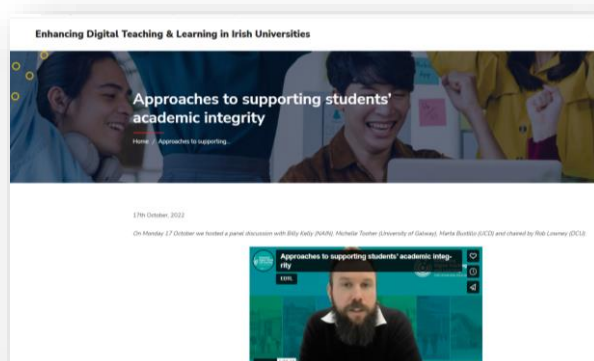 Enhancing Digital Teaching & Learning in Irish Universities
Approaches to supporting students'
academic integrity
Home / Approaches to supporting...
17th October, 2022
On Monday 17 October we hosted a panel discussion with Billy Kelly (NAIN), Michelle Tooher (University of Galway), Marta Bustillo (UCD) and chaired by Rob Lowney (DCU)
Approaches to supporting students' academic integ-
rity
EDTL